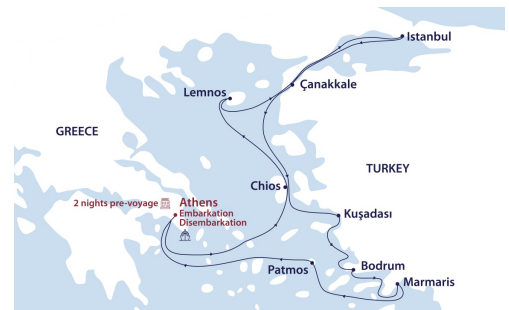 Istanbul
Çanakkale
Lemnos
GREECE
TURKEY
Chios
2 nights pre-voyage
Athens
Embarkation
Disembarkation
Kuşadası
Patmos
Bodrum
Marmaris